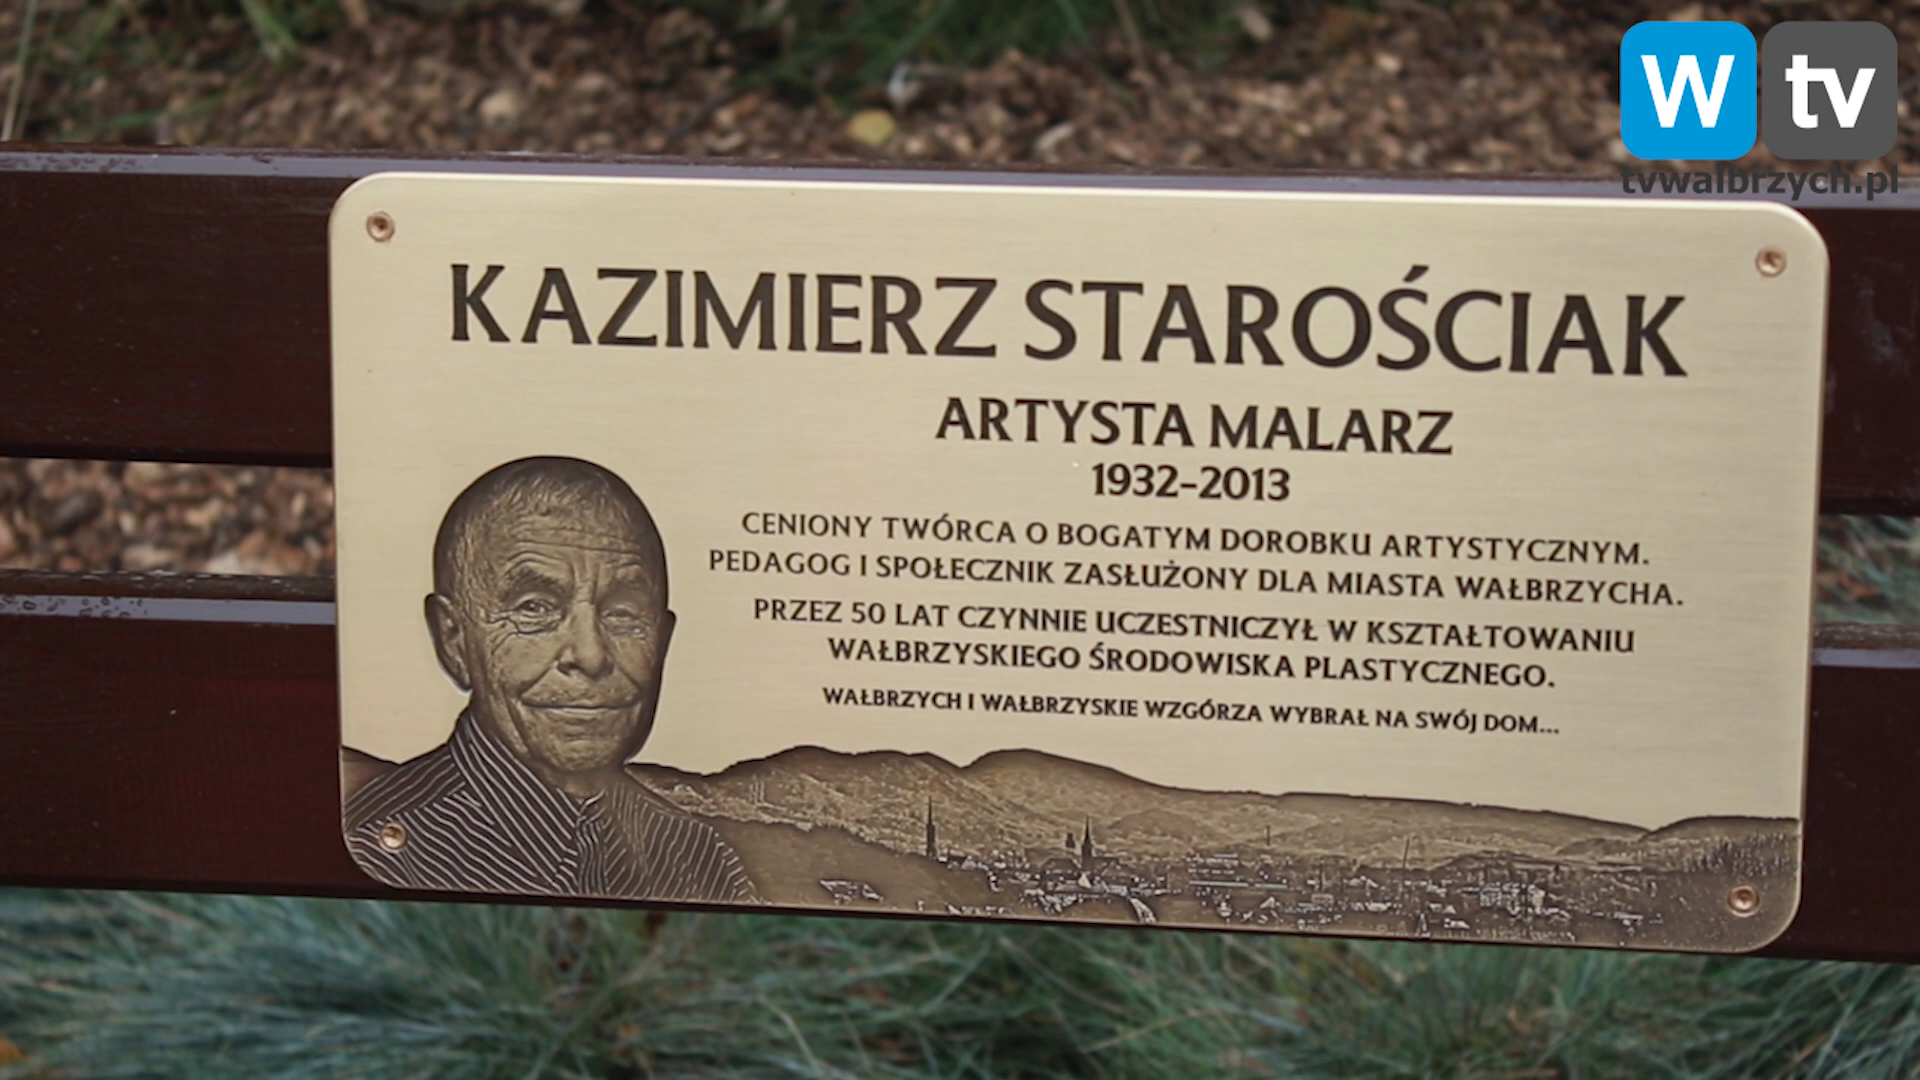 W tv
tvwalbrzych.pl
KAZIMIERZ STAROŚCIAK
ARTYSTA MALARZ
1932-2013
CENIONY TWÓRCA O BOGATYM DOROBKU ARTYSTYCZNYM.
PEDAGOG I SPOŁECZNIK ZASŁUŻONY DLA MIASTA WAŁBRZYCHA.
PRZEZ 50 LAT CZYNNIE UCZESTNICZYŁ W KSZTAŁTOWANIU
WAŁBRZYSKIEGO ŚRODOWISKA PLASTYCZNEGO.
WAŁBRZYCH I WAŁBRZYSKIE WZGÓRZA WYBRAŁ NA SWÓJ DOM...